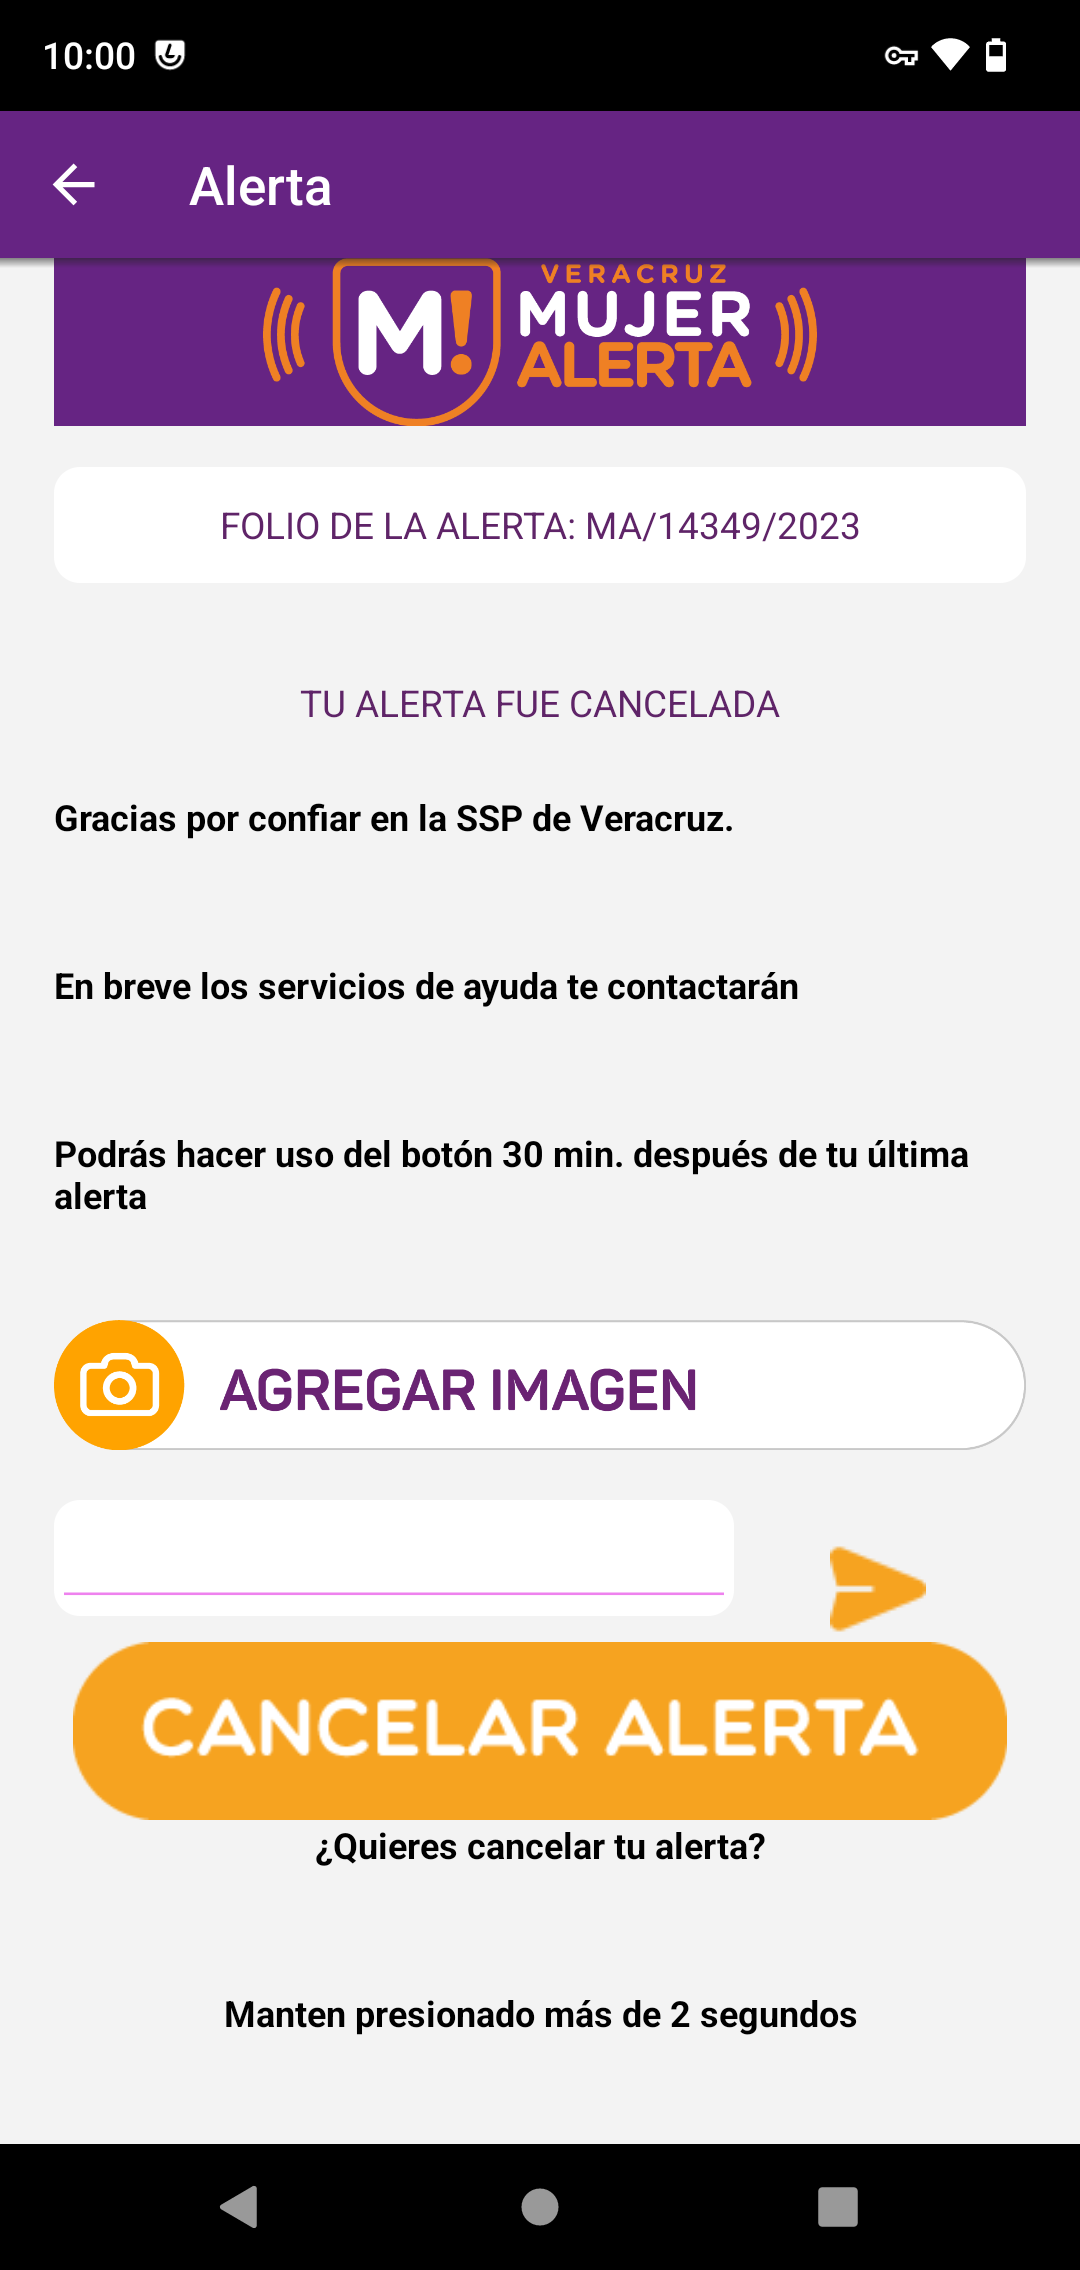 10:00
Alerta
VERACRUZ
M! MUJER
ALERTA
FOLIO DE LA ALERTA: MA/14349/2023
TU ALERTA FUE CANCELADA
Gracias por confiar en la SSP de Veracruz.
En breve los servicios de ayuda te contactarán
Podrás hacer uso del botón 30 min. después de tu última
alerta
AGREGAR IMAGEN
CANCELAR ALERTA
¿Quieres cancelar tu alerta?
Manten presionado más de 2 segundos